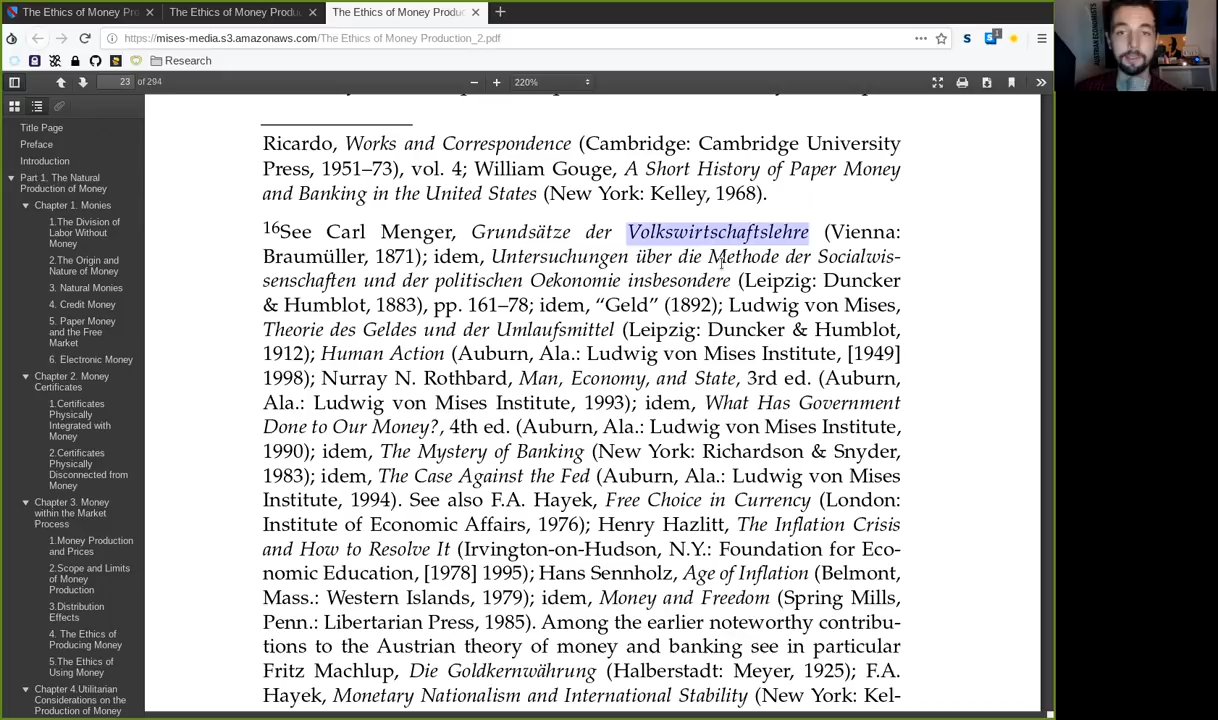 The Ethics of Money Pro
The Ethics of Money Produ
The Ethics of Money Produc
https://mises-media.s3.amazonaws.com/The Ethics of Money Production_2.pdf
S
1
Research
23 of 294
220%
Title Page
Preface
Introduction
Part 1. The Natural
Production of Money
Chapter 1. Monies
1.The Division of
Labor Without
Money
2.The Origin and
Nature of Money
3. Natural Monies
4. Credit Money
5. Paper Money
and the Free
Market
6. Electronic Money
Chapter 2. Money
Certificates
1.Certificates
Physically
Integrated with
Money
2.Certificates
Physically
Disconnected from
Money
Chapter 3. Money
within the Market
Process
1.Money Production
and Prices
2.Scope and Limits
of Money
Production
3.Distribution
Effects
4. The Ethics of
Producing Money
5.The Ethics of
Using Money
Chapter 4.Utilitarian
Considerations on the
Production of Money
Ricardo, Works and Correspondence (Cambridge: Cambridge University
Press, 1951–73), vol. 4; William Gouge, A Short History of Paper Money
and Banking in the United States (New York: Kelley, 1968).
16See Carl Menger, Grundsätze der Volkswirtschaftslehre (Vienna:
Braumüller, 1871); idem, Untersuchungen über die Methode der Socialwis-
senschaften und der politischen Oekonomie insbesondere (Leipzig: Duncker
& Humblot, 1883), pp. 161–78; idem, “Geld” (1892); Ludwig von Mises,
Theorie des Geldes und der Umlaufsmittel (Leipzig: Duncker & Humblot,
1912); Human Action (Auburn, Ala.: Ludwig von Mises Institute, [1949]
1998); Nurray N. Rothbard, Man, Economy, and State, 3rd ed. (Auburn,
Ala.: Ludwig von Mises Institute, 1993); idem, What Has Government
Done to Our Money?, 4th ed. (Auburn, Ala.: Ludwig von Mises Institute,
1990); idem, The Mystery of Banking (New York: Richardson & Snyder,
1983); idem, The Case Against the Fed (Auburn, Ala.: Ludwig von Mises
Institute, 1994). See also F.A. Hayek, Free Choice in Currency (London:
Institute of Economic Affairs, 1976); Henry Hazlitt, The Inflation Crisis
and How to Resolve It (Irvington-on-Hudson, N.Y.: Foundation for Eco-
nomic Education, [1978] 1995); Hans Sennholz, Age of Inflation (Belmont,
Mass.: Western Islands, 1979); idem, Money and Freedom (Spring Mills,
Penn.: Libertarian Press, 1985). Among the earlier noteworthy contribu-
tions to the Austrian theory of money and banking see in particular
Fritz Machlup, Die Goldkernwährung (Halberstadt: Meyer, 1925); F.A.
Hayek, Monetary Nationalism and International Stability (New York: Kel-